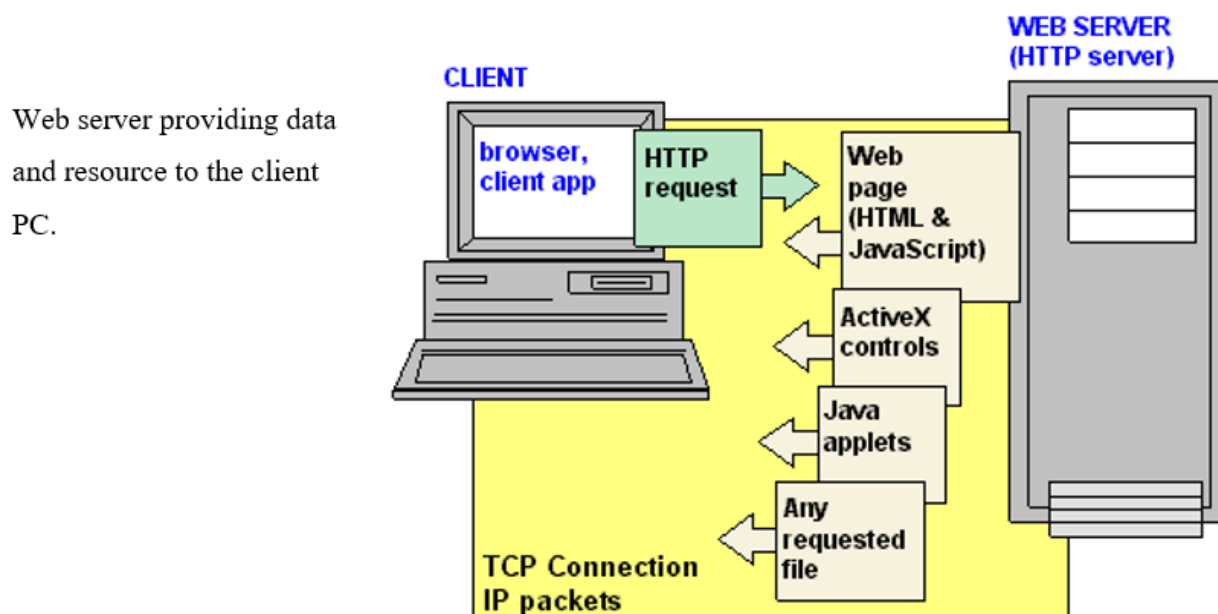 Web server providing data
and resource to the client
PC.
CLIENT
WEB SERVER
(HTTP server)
browser,
client app
HTTP
request
Web
page
(HTML &
JavaScript)
ActiveX
controls
Java
applets
Any
requested
file
TCP Connection
IP packets